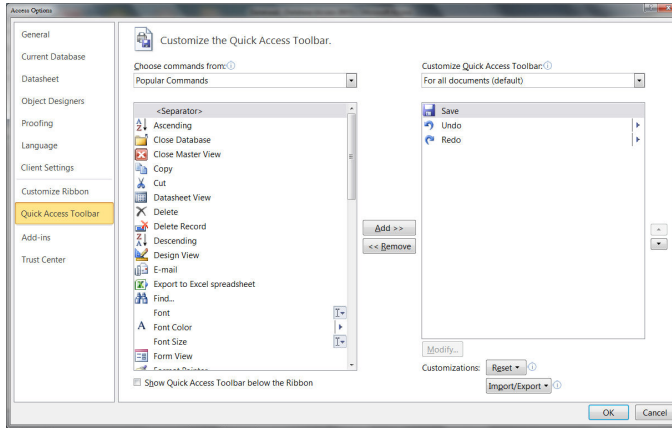 Access Options
General
Current Database
Datasheet
Object Designers
Proofing
Language
Client Settings
Customize Ribbon
Quick Access Toolbar
Add-ins
Trust Center
Customize the Quick Access Toolbar.
Choose commands from:
Popular Commands
<Separator>
Ascending
Close Database
Close Master View
Copy
Cut
Datasheet View
Delete
Delete Record
Descending
Design View
E-mail
Export to Excel spreadsheet
Find...
Font
Font Color
Font Size
Form View
Format Painter
Show Quick Access Toolbar below the Ribbon
Add >>
<< Remove
Customize Quick Access Toolbar:
For all documents (default)
Save
Undo
Redo
Modify...
Customizations: Reset
Import/Export
OK Cancel